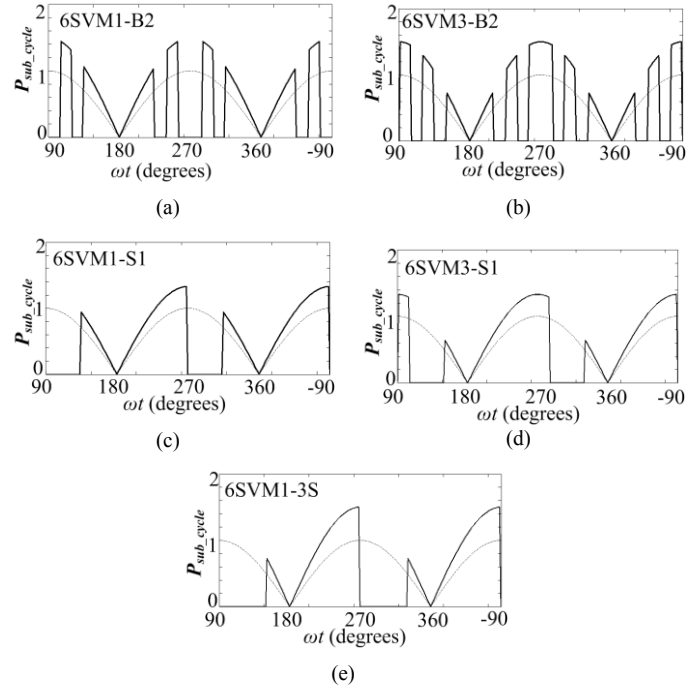 6SVM1-B2
P_sub_cycle
2
1
0
90 180 270 360 -90
ωt (degrees)
(a)
6SVM3-B2
P_sub_cycle
2
1
0
90 180 270 360 -90
ωt (degrees)
(b)
6SVM1-S1
P_sub_cycle
2
1
0
90 180 270 360 -90
ωt (degrees)
(c)
6SVM3-S1
P_sub_cycle
2
1
0
90 180 270 360 -90
ωt (degrees)
(d)
6SVM1-3S
P_sub_cycle
2
1
0
90 180 270 360 -90
ωt (degrees)
(e)